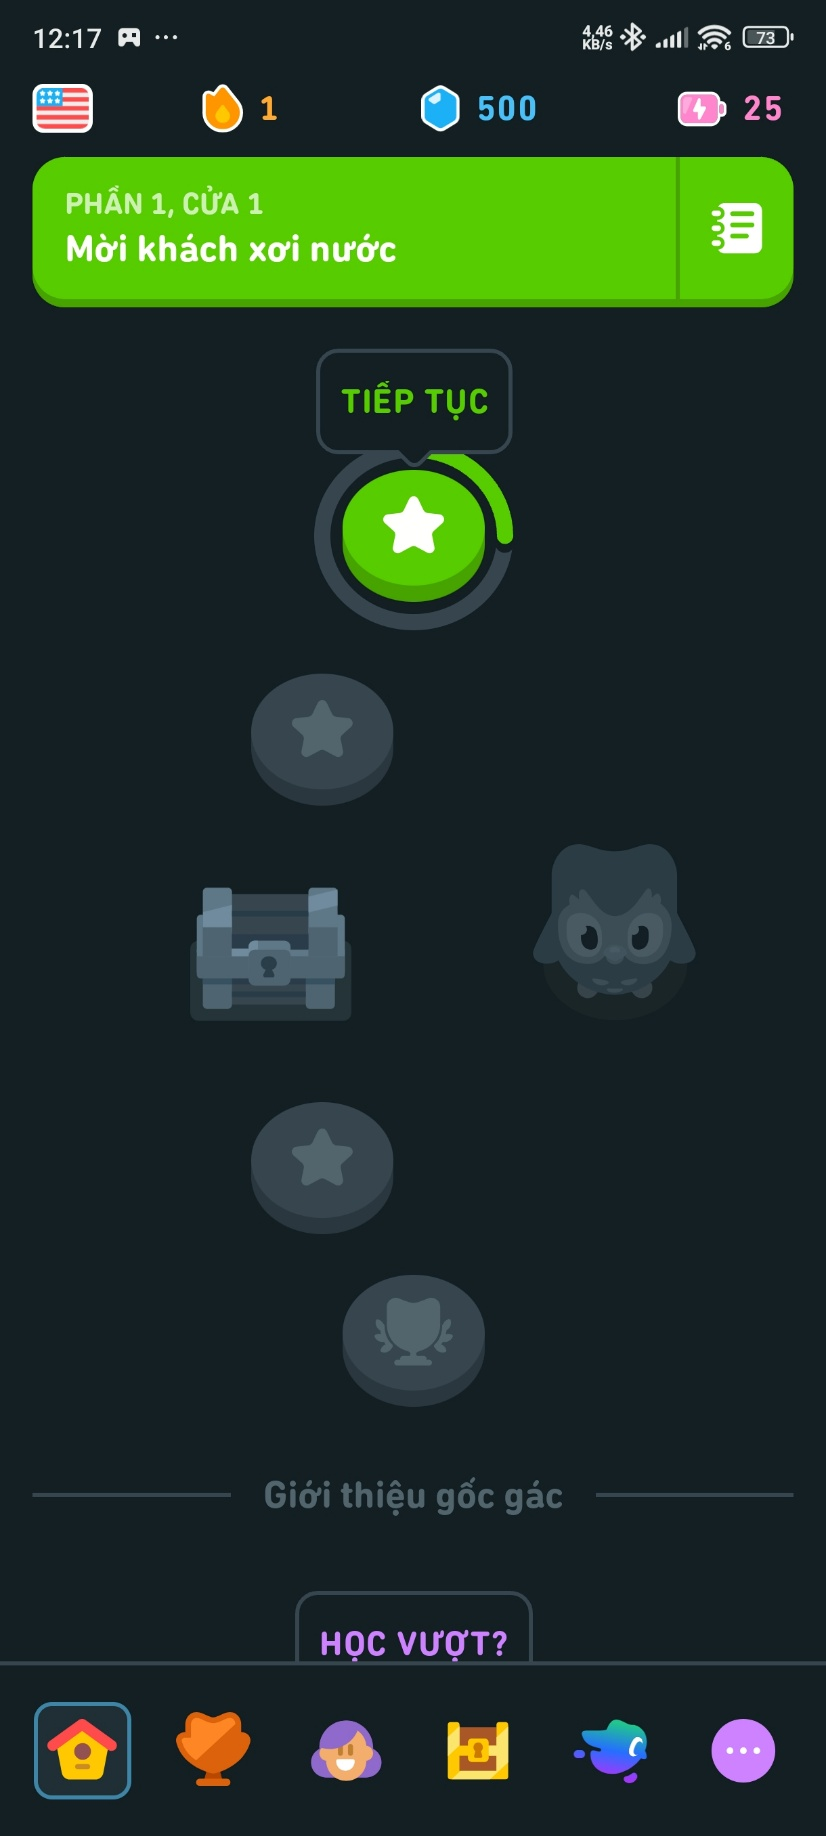 12:17
4,46
KB/s
6
73
1
500
25
PHẦN 1, CỬA 1
Mời khách xơi nước
TIẾP TỤC
Giới thiệu gốc gác
HỌC VƯỢT?